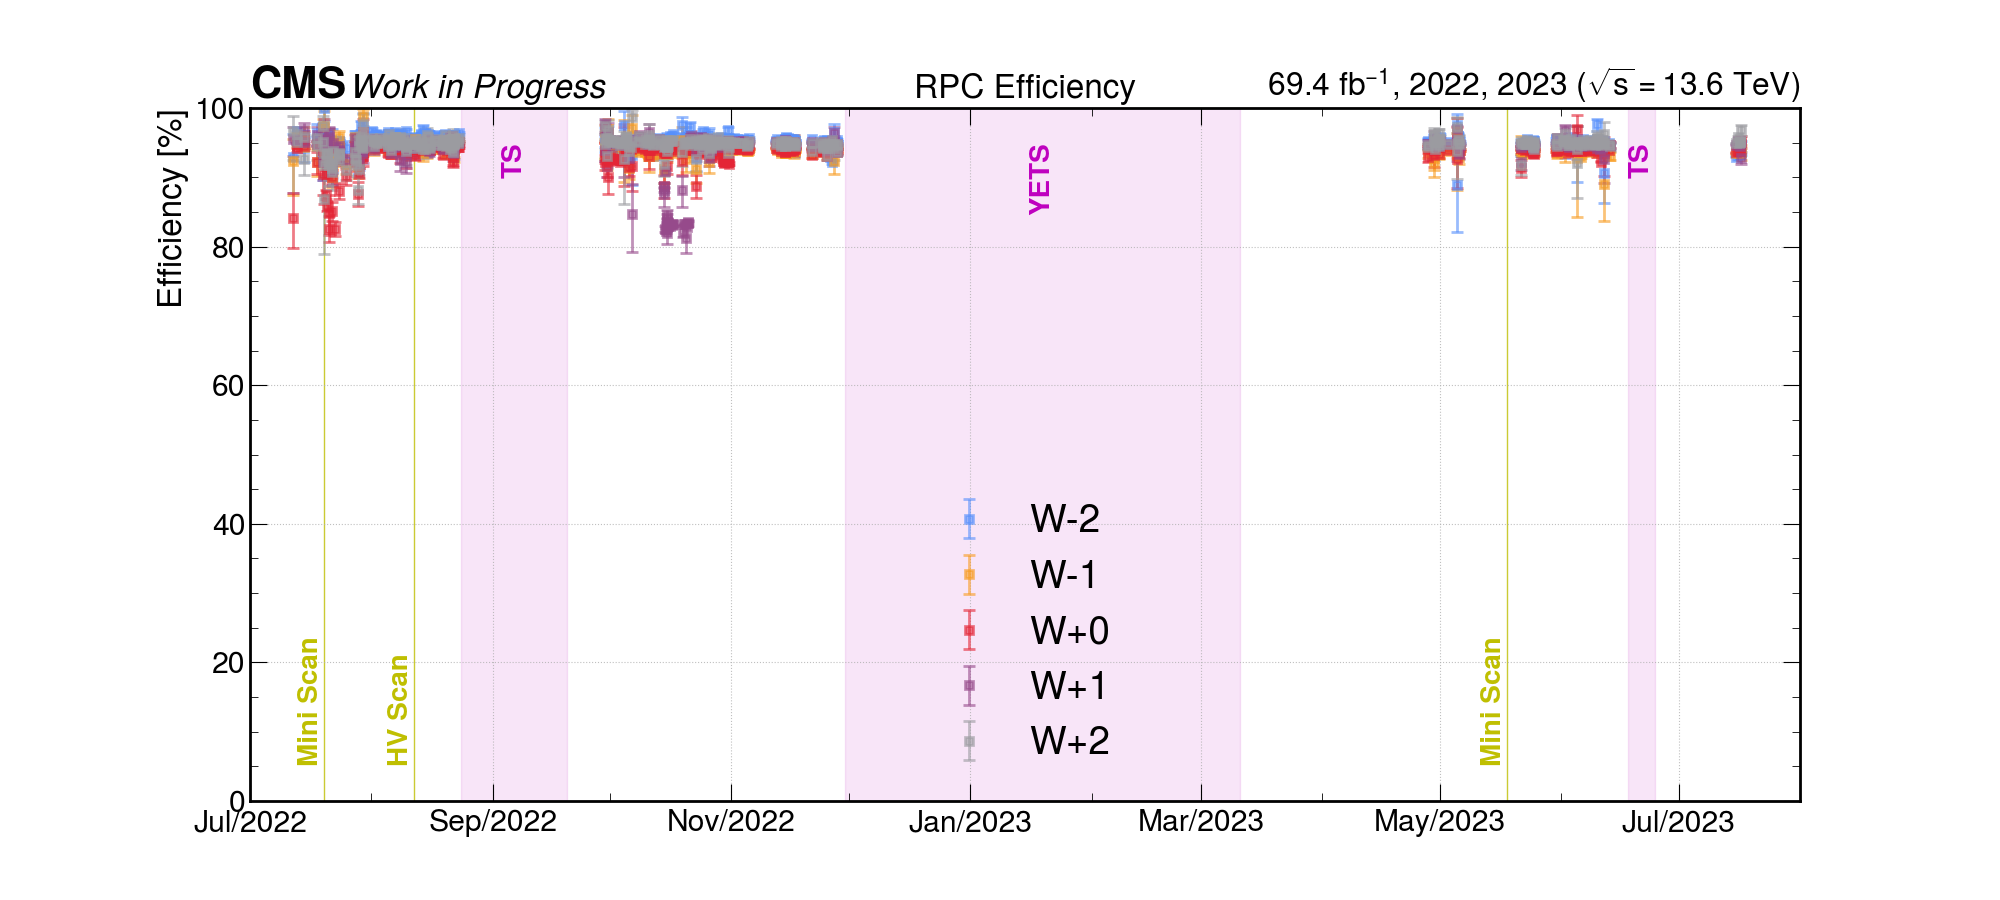 CMS Work in Progress RPC Efficiency 69.4 fb⁻¹, 2022, 2023 (√s = 13.6 TeV)
Efficiency [%]
100
80
60
40
20
0
TS
YETS
TS
Mini Scan
HV Scan
Mini Scan
W-2
W-1
W+0
W+1
W+2
Jul/2022 Sep/2022 Nov/2022 Jan/2023 Mar/2023 May/2023 Jul/2023